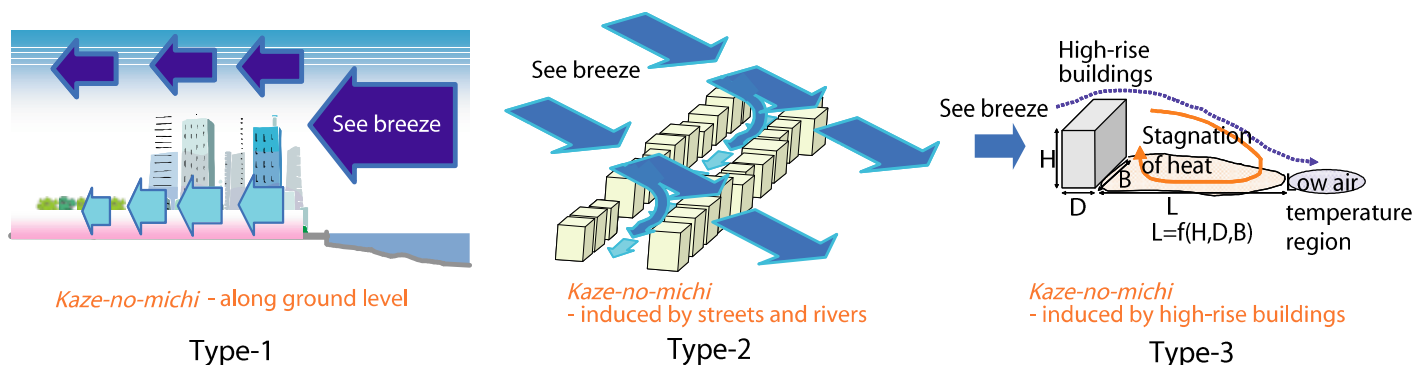 See breeze
Kaze-no-michi - along ground level
Type-1
See breeze
Kaze-no-michi
- induced by streets and rivers
Type-2
High-rise
buildings
See breeze
Stagnation
of heat
H
B
D
L
L=f(H,D,B)
Low air
temperature
region
Kaze-no-michi
- induced by high-rise buildings
Type-3